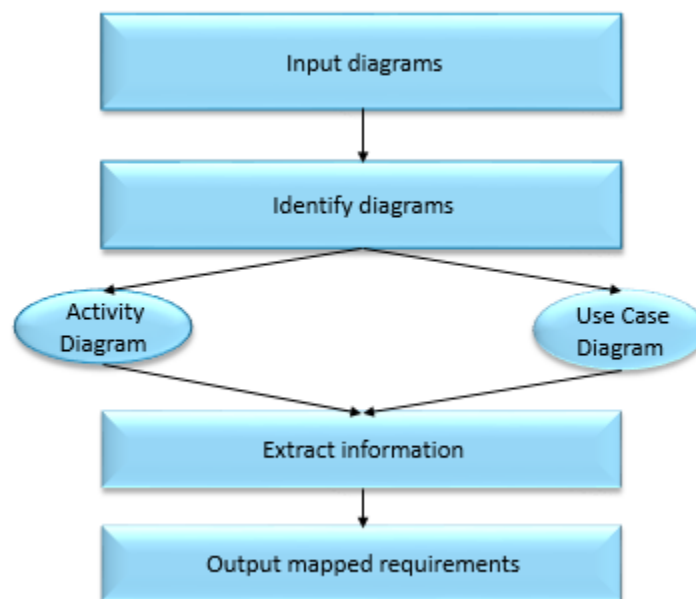 Input diagrams
Identify diagrams
Activity
Diagram
Use Case
Diagram
Extract information
Output mapped requirements